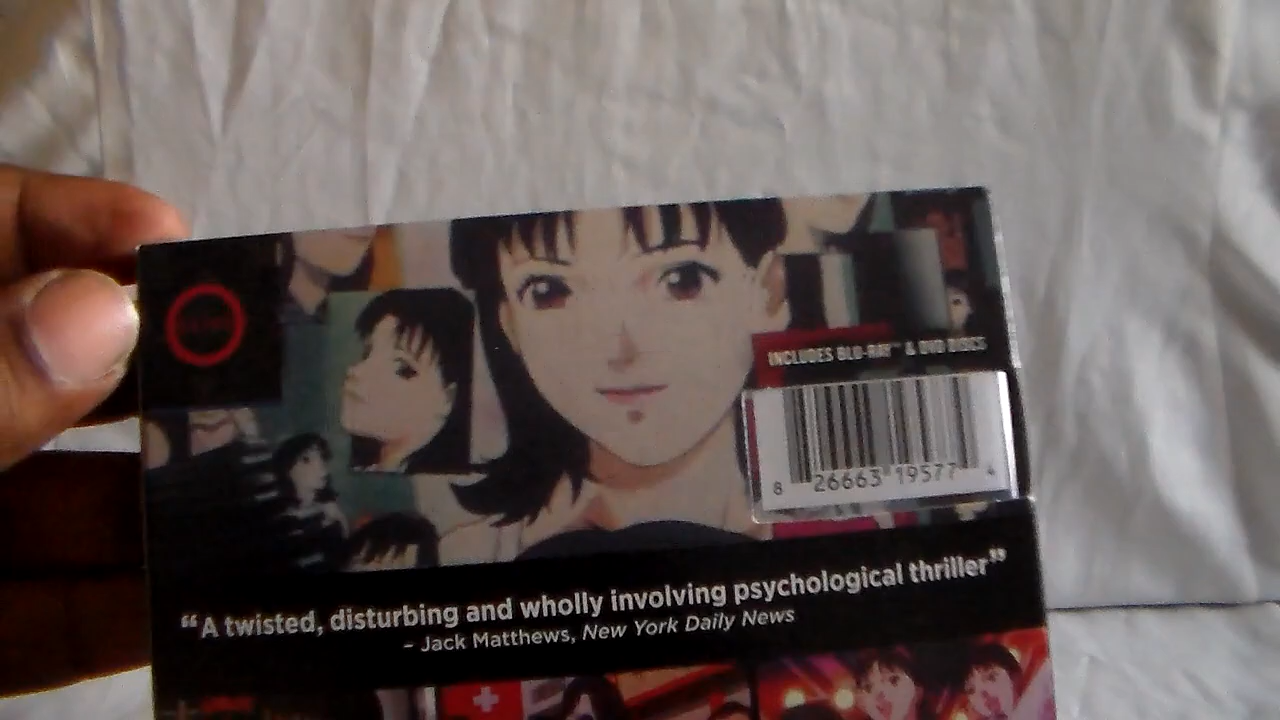 INCLUDES BLU-RAY™ & DVD DISCS
8 26663 19577 4
“A twisted, disturbing and wholly involving psychological thriller”
– Jack Matthews, New York Daily News